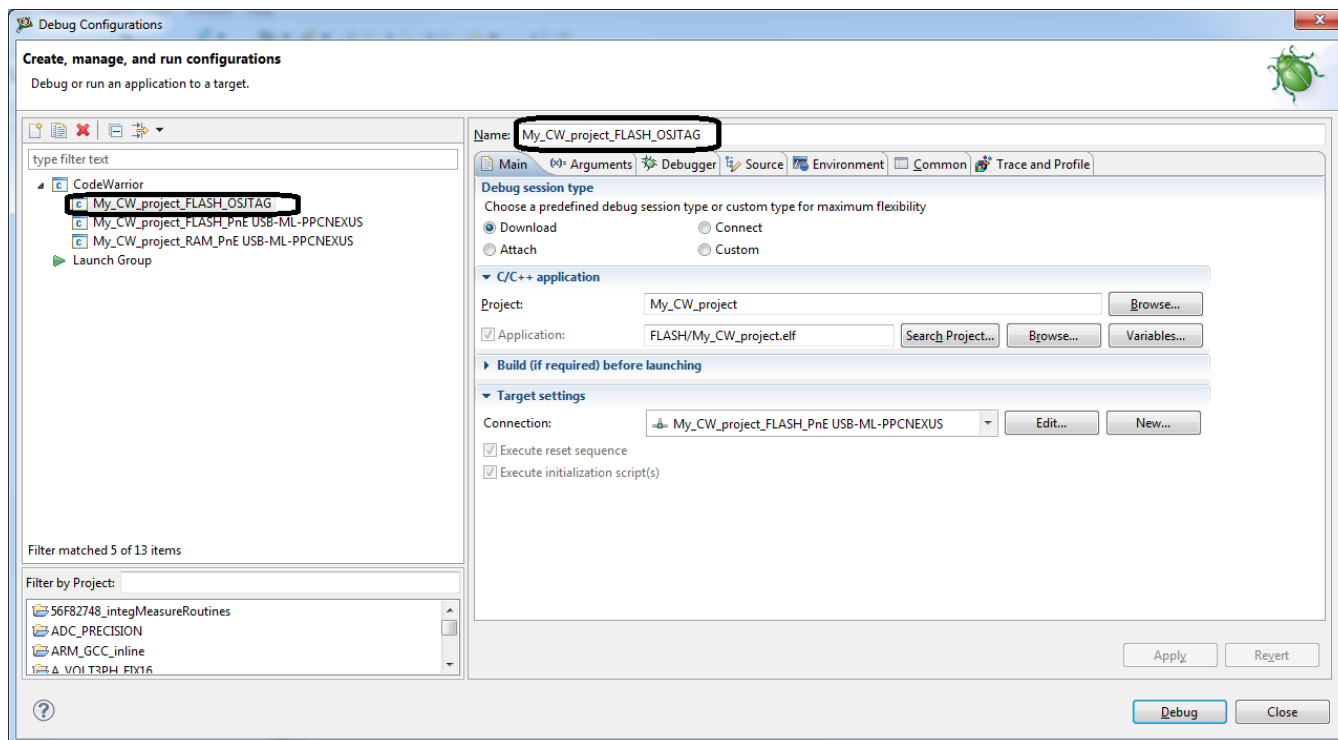 Debug Configurations
Create, manage, and run configurations
Debug or run an application to a target.
type filter text
CodeWarrior
My_CW_project_FLASH_OSJTAG
My_CW_project_FLASH_PnE USB-ML-PPCNEXUS
My_CW_project_RAM_PnE USB-ML-PPCNEXUS
Launch Group
Filter matched 5 of 13 items
Filter by Project:
56F82748_integMeasureRoutines
ADC_PRECISION
ARM_GCC_inline
A_VOLT3PH_FIX16
Name: My_CW_project_FLASH_OSJTAG
Main (x)= Arguments Debugger Source Environment Common Trace and Profile
Debug session type
Choose a predefined debug session type or custom type for maximum flexibility
Download Connect
Attach Custom
C/C++ application
Project: My_CW_project Browse...
Application: FLASH/My_CW_project.elf Search Project... Browse... Variables...
Build (if required) before launching
Target settings
Connection: My_CW_project_FLASH_PnE USB-ML-PPCNEXUS Edit... New...
Execute reset sequence
Execute initialization script(s)
Apply Revert
? Debug Close